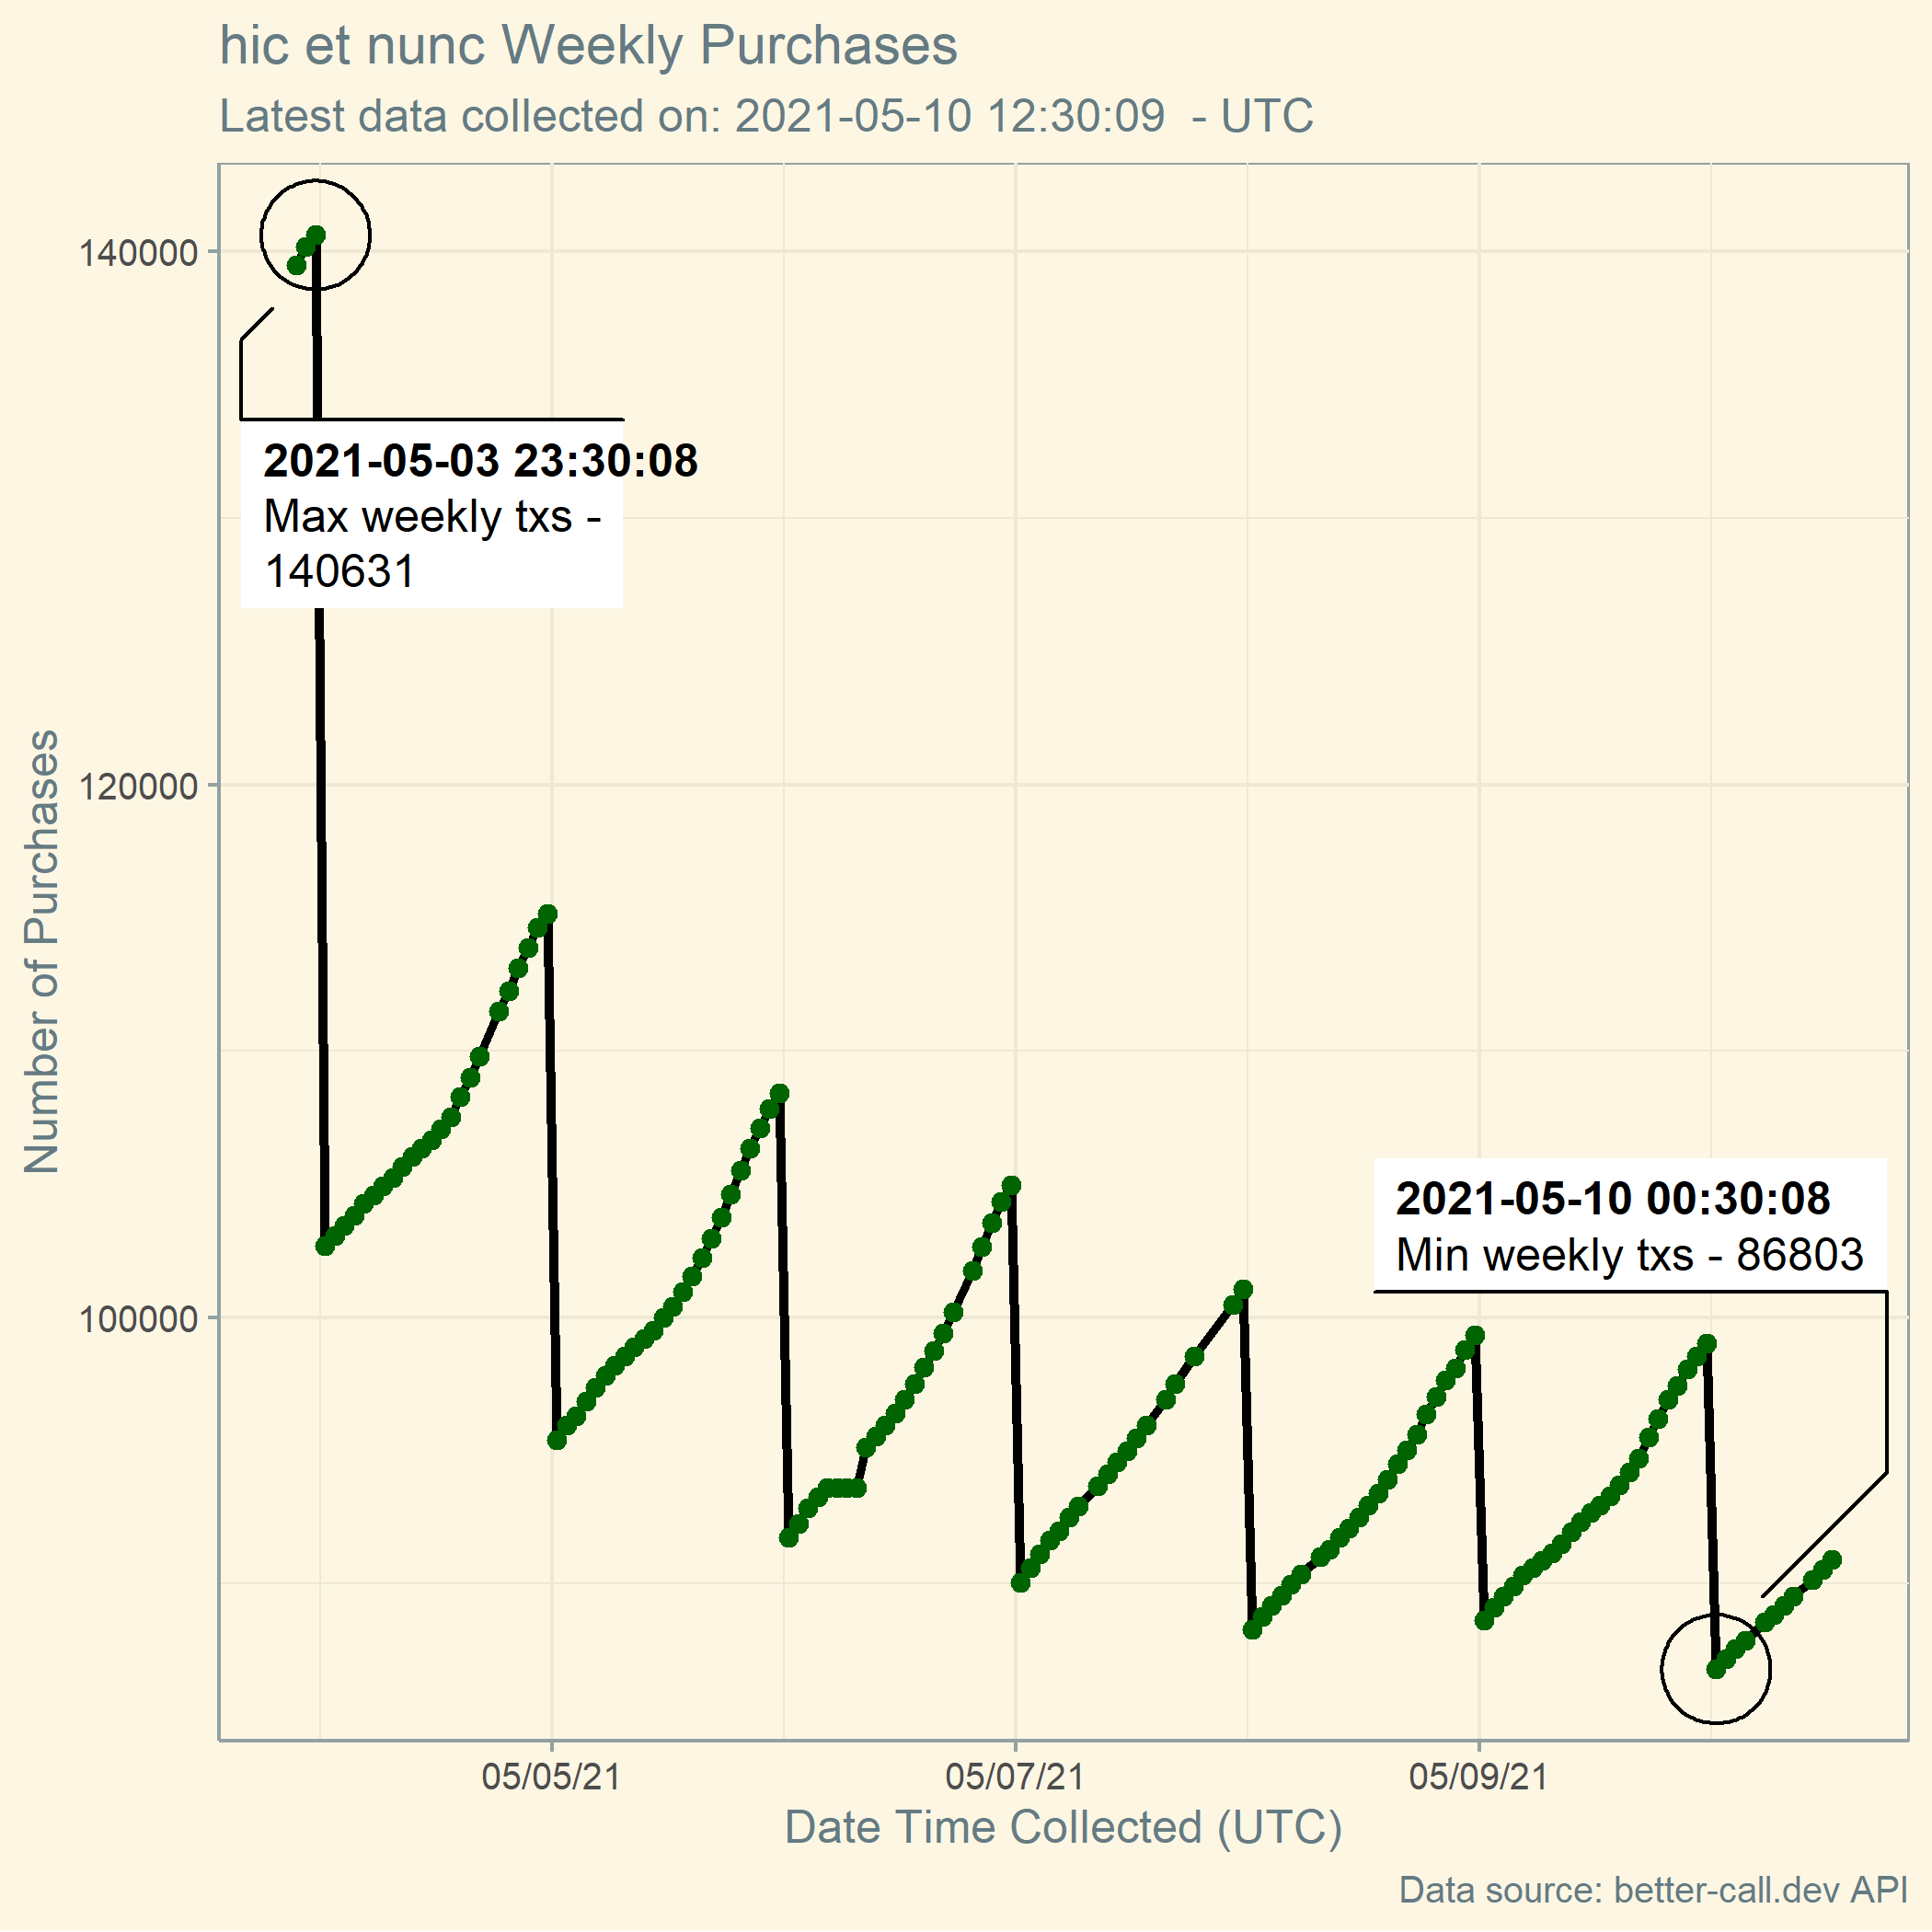 hic et nunc Weekly Purchases
Latest data collected on: 2021-05-10 12:30:09 - UTC
140000
2021-05-03 23:30:08
Max weekly txs -
140631
120000
Number of Purchases
2021-05-10 00:30:08
Min weekly txs - 86803
100000
05/05/21
05/07/21
05/09/21
Date Time Collected (UTC)
Data source: better-call.dev API